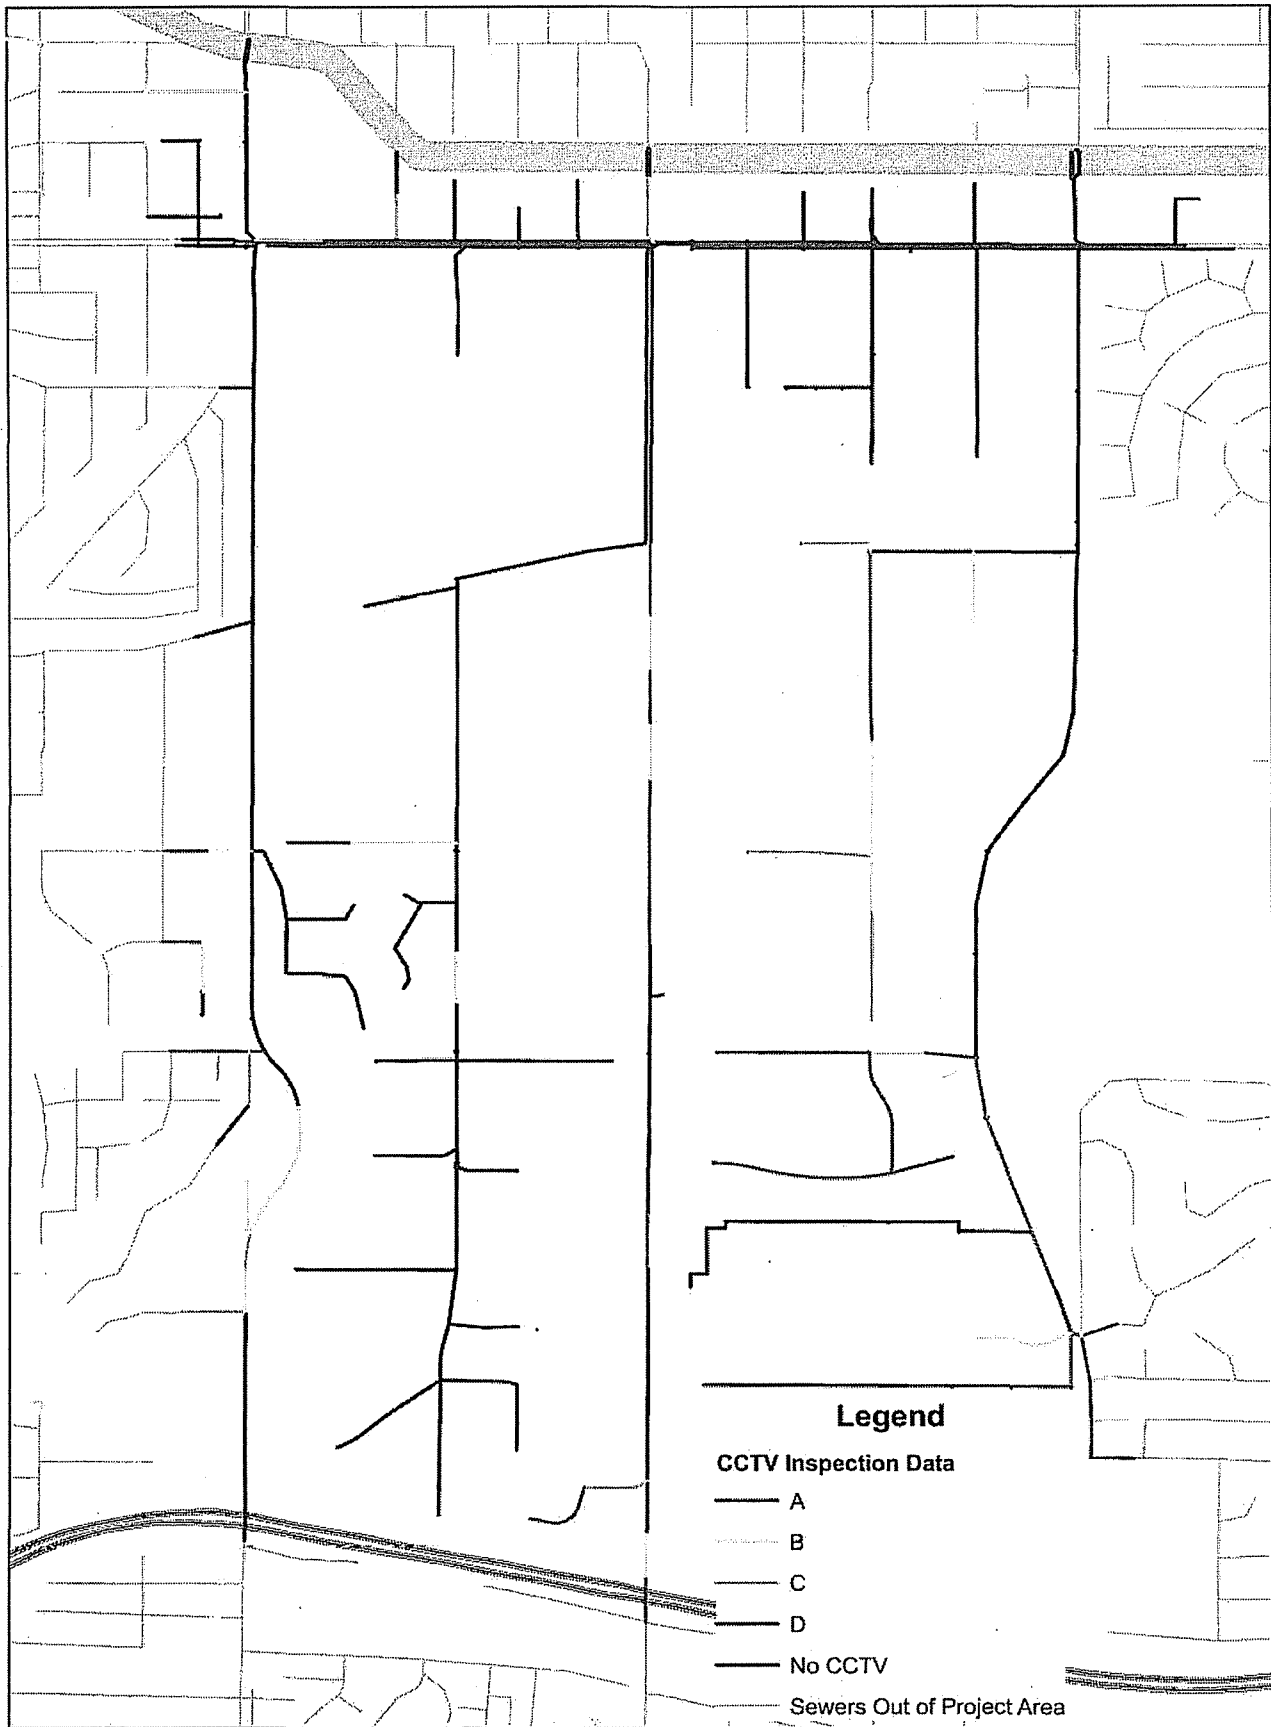 Legend
CCTV Inspection Data
A
B
C
D
No CCTV
Sewers Out of Project Area